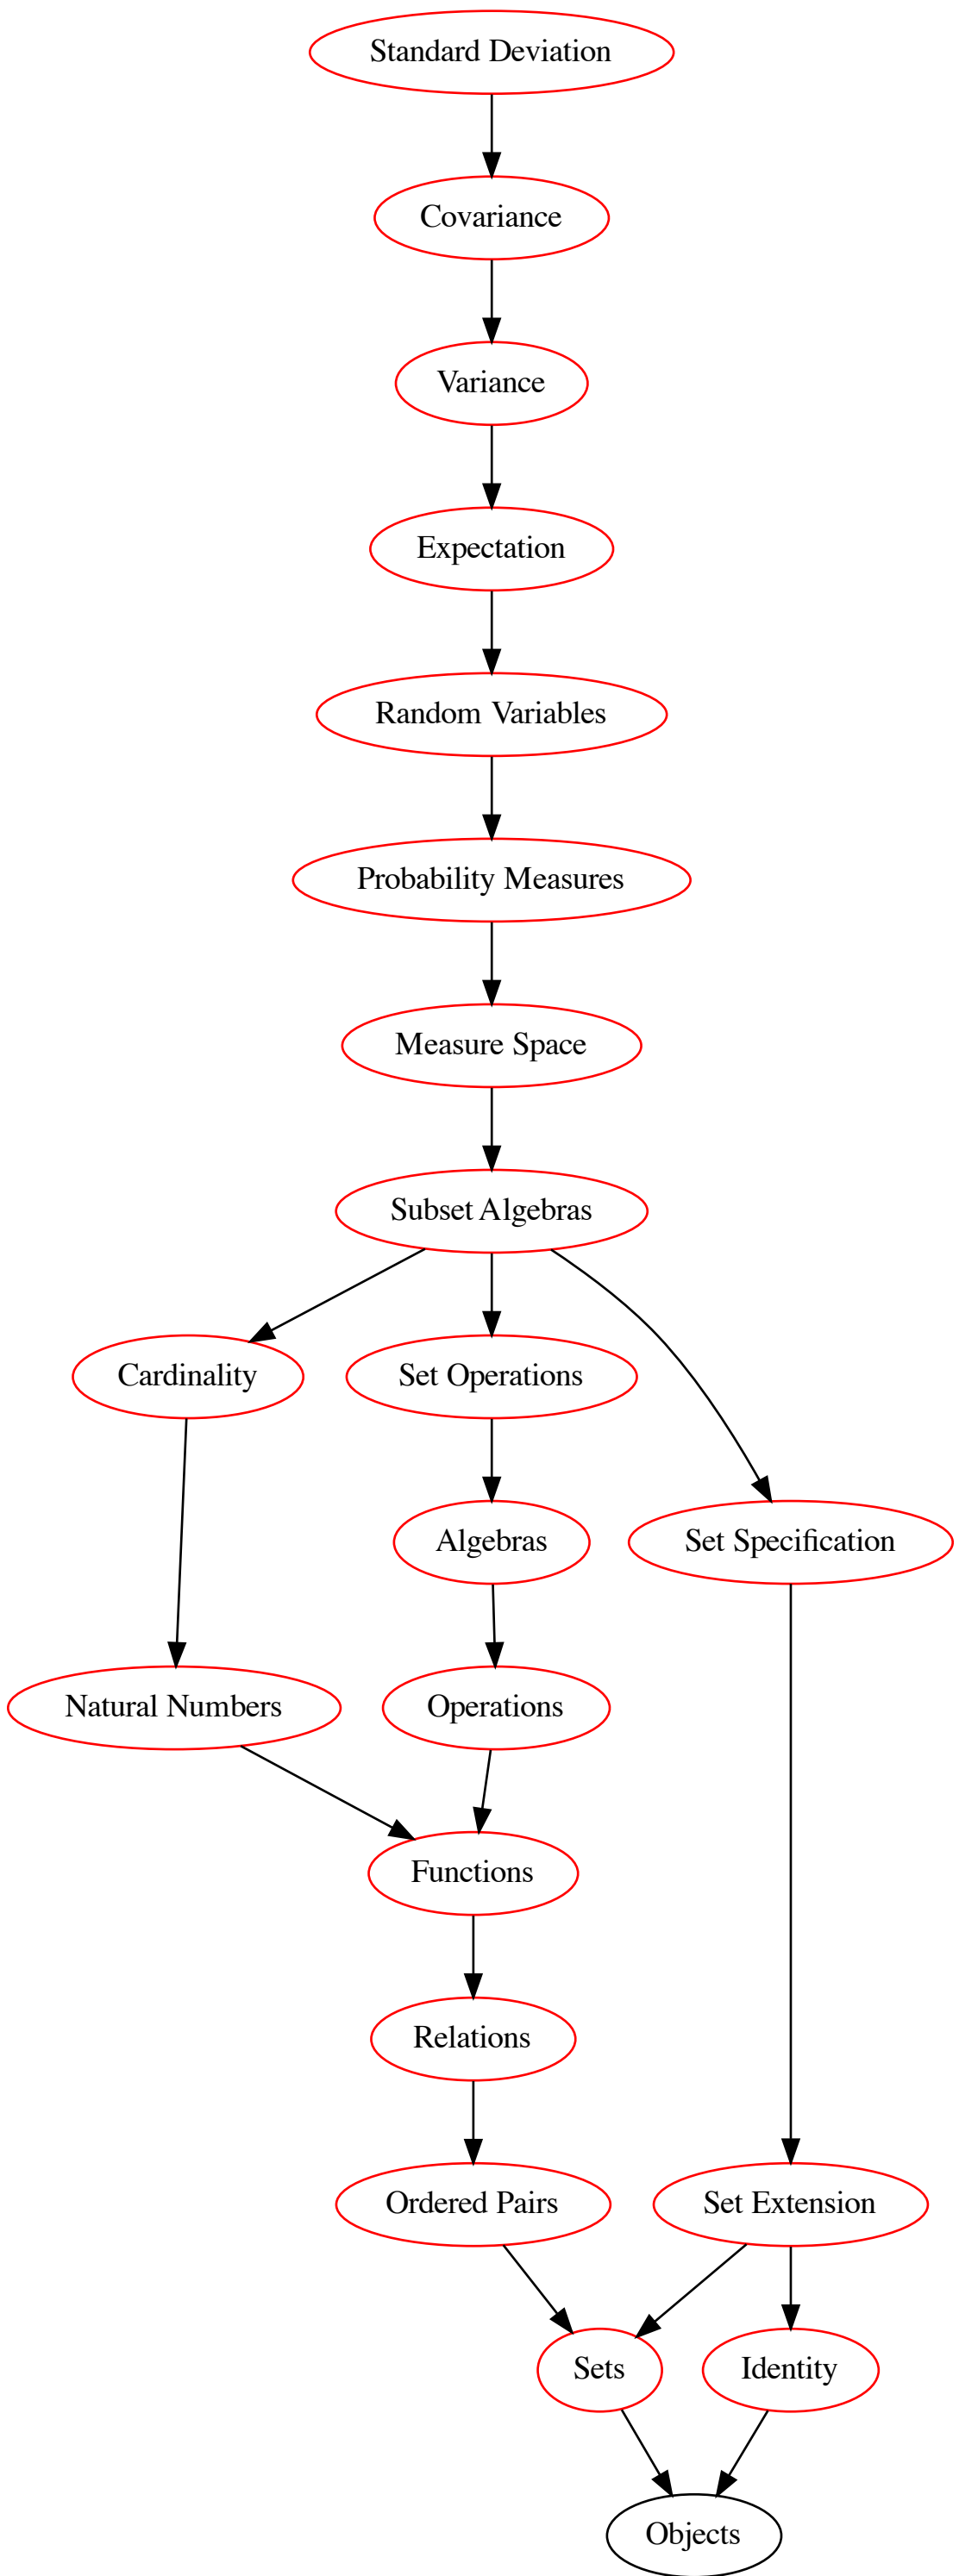 Standard Deviation
Covariance
Variance
Expectation
Random Variables
Probability Measures
Measure Space
Subset Algebras
Cardinality
Set Operations
Algebras
Set Specification
Natural Numbers
Operations
Functions
Relations
Ordered Pairs
Set Extension
Sets
Identity
Objects